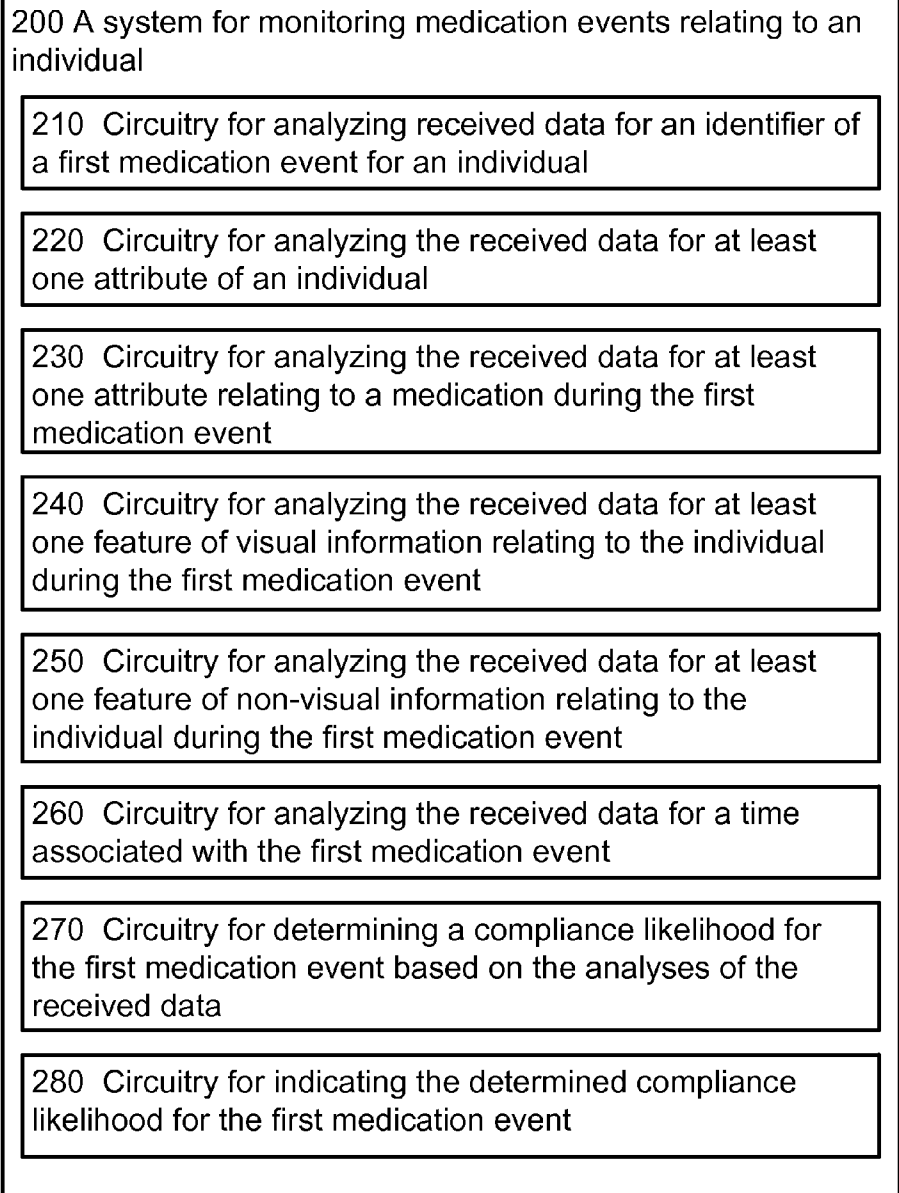 200 A system for monitoring medication events relating to an
individual
210 Circuitry for analyzing received data for an identifier of
a first medication event for an individual
220 Circuitry for analyzing the received data for at least
one attribute of an individual
230 Circuitry for analyzing the received data for at least
one attribute relating to a medication during the first
medication event
240 Circuitry for analyzing the received data for at least
one feature of visual information relating to the individual
during the first medication event
250 Circuitry for analyzing the received data for at least
one feature of non-visual information relating to the
individual during the first medication event
260 Circuitry for analyzing the received data for a time
associated with the first medication event
270 Circuitry for determining a compliance likelihood for
the first medication event based on the analyses of the
received data
280 Circuitry for indicating the determined compliance
likelihood for the first medication event